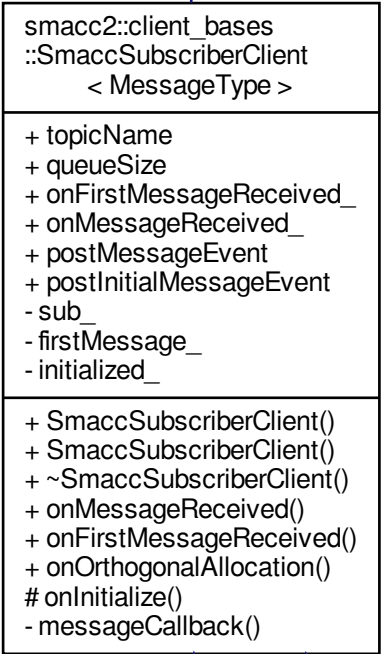 smacc2::client_bases
::SmaccSubscriberClient
< MessageType >
+ topicName
+ queueSize
+ onFirstMessageReceived_
+ onMessageReceived_
+ postMessageEvent
+ postInitialMessageEvent
- sub_
- firstMessage_
- initialized_
+ SmaccSubscriberClient()
+ SmaccSubscriberClient()
+ ~SmaccSubscriberClient()
+ onMessageReceived()
+ onFirstMessageReceived()
+ onOrthogonalAllocation()
# onInitialize()
- messageCallback()